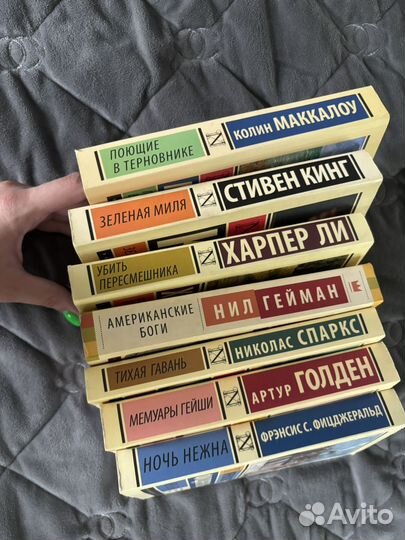 ПОЮЩИЕ
В ТЕРНОВНИКЕ
КОЛИН МАККАЛОУ
ЗЕЛЕНАЯ МИЛЯ
СТИВЕН КИНГ
УБИТЬ
ПЕРЕСМЕШНИКА
ХАРПЕР ЛИ
АМЕРИКАНСКИЕ
БОГИ
НИЛ ГЕЙМАН
ТИХАЯ ГАВАНЬ
НИКОЛАС СПАРКС
МЕМУАРЫ ГЕЙШИ
АРТУР ГОЛДЕН
НОЧЬ НЕЖНА
ФРЭНСИС С. ФИЦДЖЕРАЛЬД
Avito